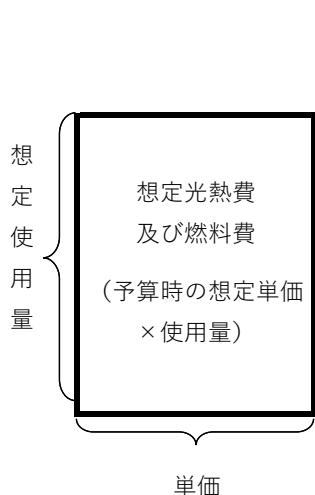 想定使用量
想定光熱費
及び燃料費
（予算時の想定単価
×使用量）
単価